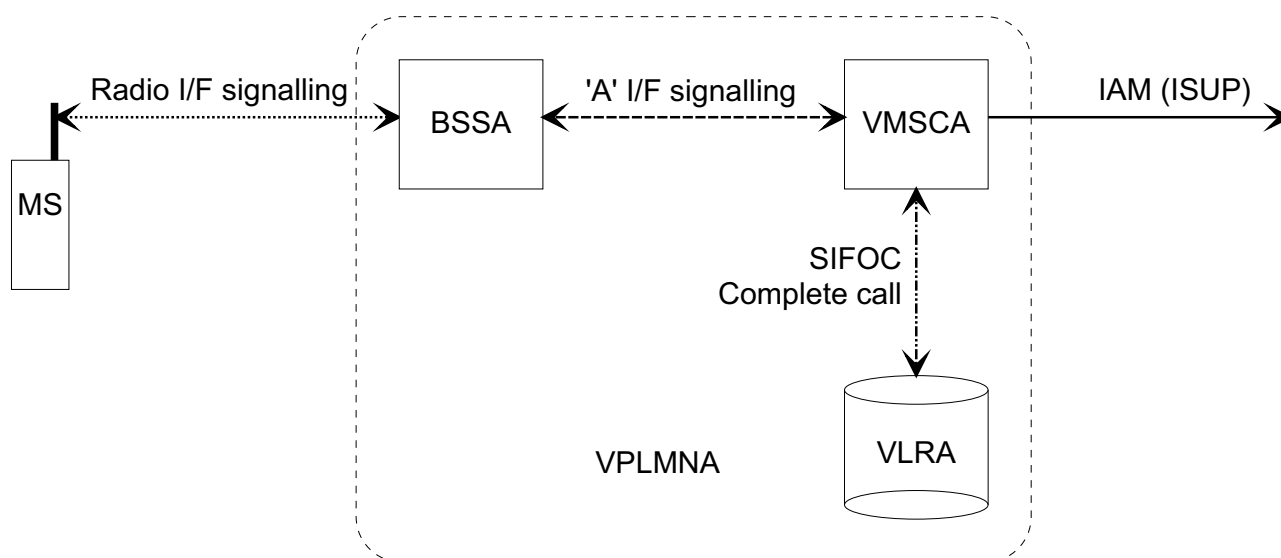 Radio I/F signalling
'A' I/F signalling
IAM (ISUP)
MS
BSSA
VMSCA
SIFOC
Complete call
VPLMNA
VLRA